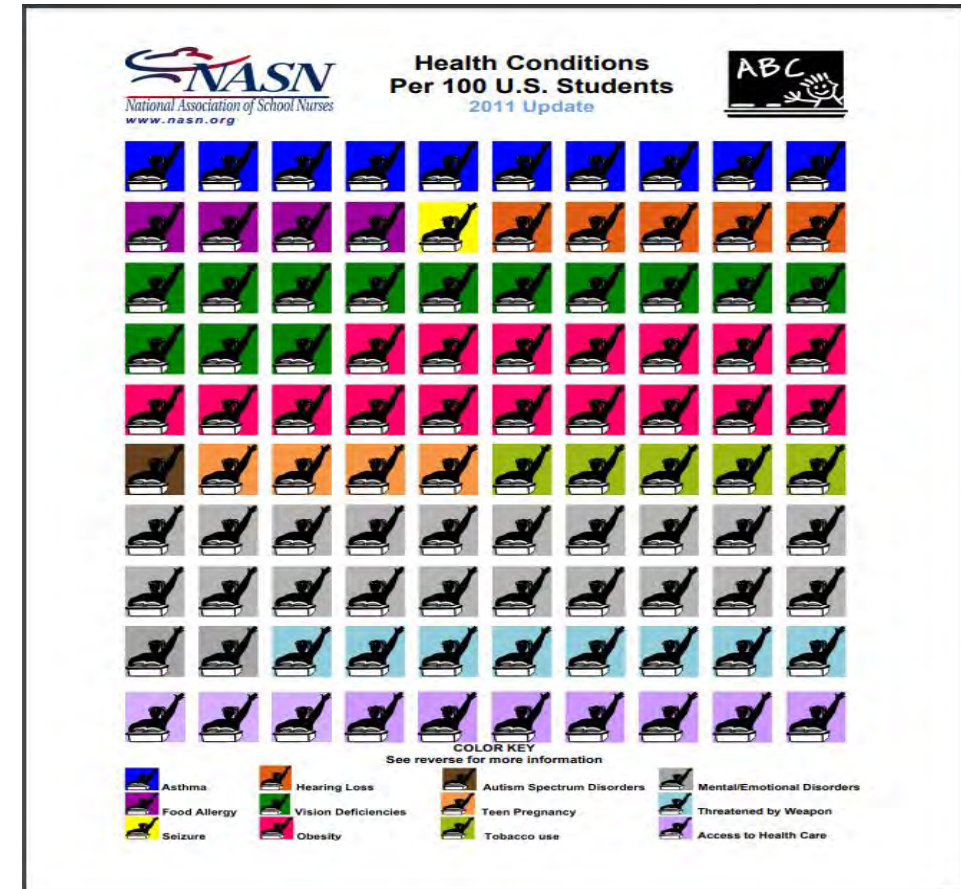 NASN
National Association of School Nurses
www.nasn.org
Health Conditions
Per 100 U.S. Students
2011 Update
ABC
COLOR KEY
See reverse for more information
Asthma
Hearing Loss
Autism Spectrum Disorders
Mental/Emotional Disorders
Food Allergy
Vision Deficiencies
Teen Pregnancy
Threatened by Weapon
Seizure
Obesity
Tobacco use
Access to Health Care